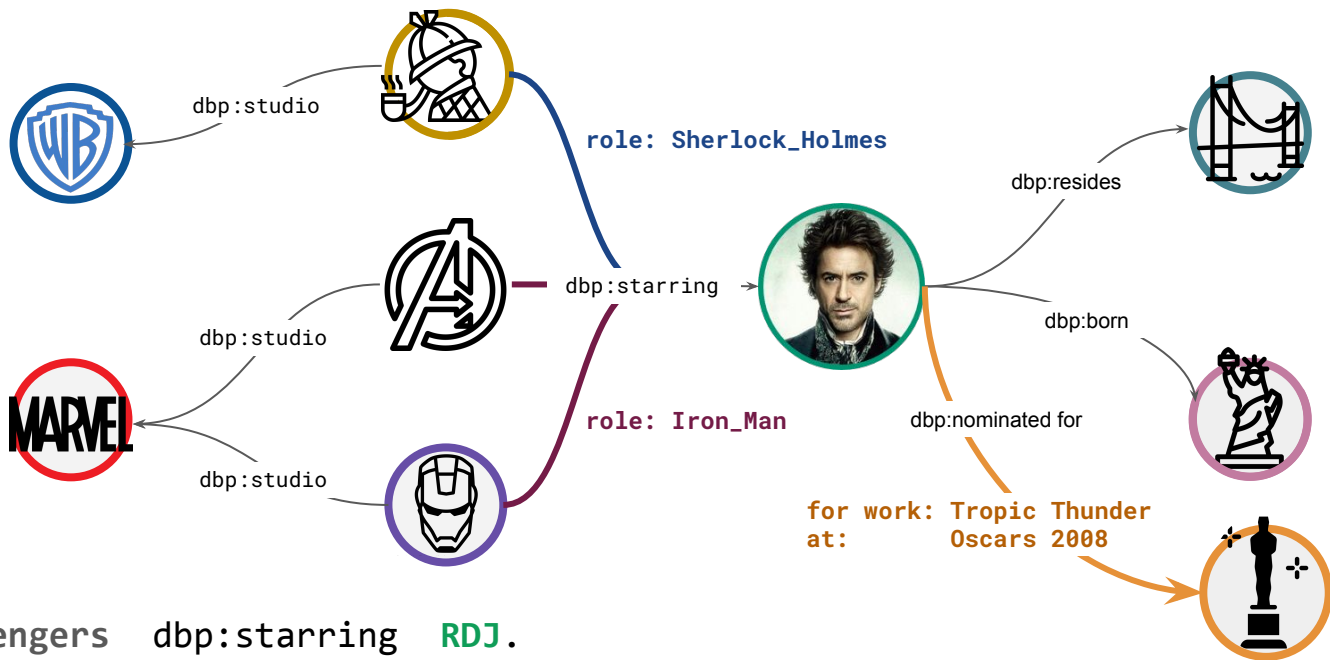 dbp:studio
WB
role: Sherlock_Holmes
dbp:resides
dbp:starring
dbp:studio
dbp:born
MARVEL
role: Iron_Man
dbp:nominated for
dbp:studio
for work: Tropic Thunder
at: Oscars 2008
engers dbp:starring RDJ.